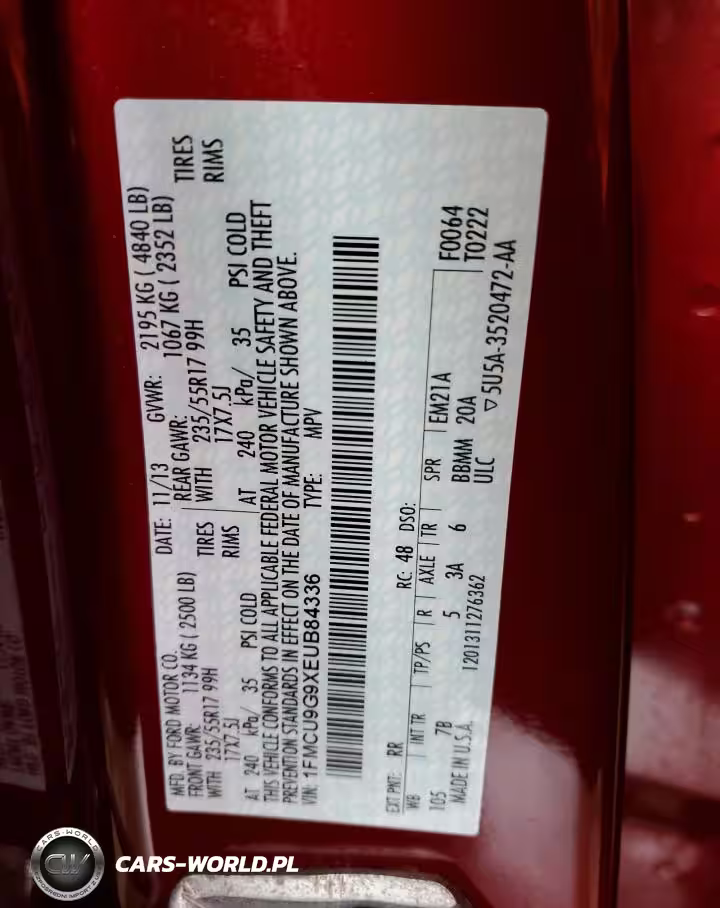 MFD. BY FORD MOTOR CO.
DATE: 11/13 GVWR: 2195 KG ( 4840 LB)
FRONT GAWR: 1134 KG ( 2500 LB)
REAR GAWR: 1067 KG ( 2352 LB)
WITH 235/55R17 99H TIRES
WITH 235/55R17 99H TIRES
17X7.5J RIMS
17X7.5J RIMS
AT 240 kPa/ 35 PSI COLD
AT 240 kPa/ 35 PSI COLD
THIS VEHICLE CONFORMS TO ALL APPLICABLE FEDERAL MOTOR VEHICLE SAFETY AND THEFT
PREVENTION STANDARDS IN EFFECT ON THE DATE OF MANUFACTURE SHOWN ABOVE.
VIN: 1FMCU9G9XEUB84336 TYPE: MPV
EXT PNT: RR RC: 48 DSO: F0064
WB INT TR TP/PS R AXLE TR SPR EM21A T0222
105 7B 5 3A 6 BBMM 20A
MADE IN U.S.A. 1201311276362 ULC ▽5U5A-3520472-AA
CARS-WORLD
CW
CARS-WORLD.PL